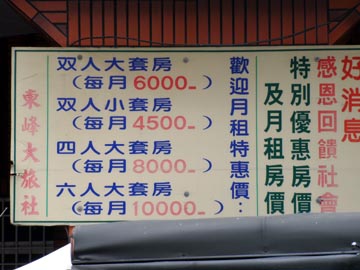 好消息
感恩回饋社會
特別優惠房價
及月租房價
歡迎月租特惠價：
双人大套房
（每月6000）
双人小套房
（每月4500）
四人大套房
（每月8000）
六人大套房
（每月10000）
東峰大旅社